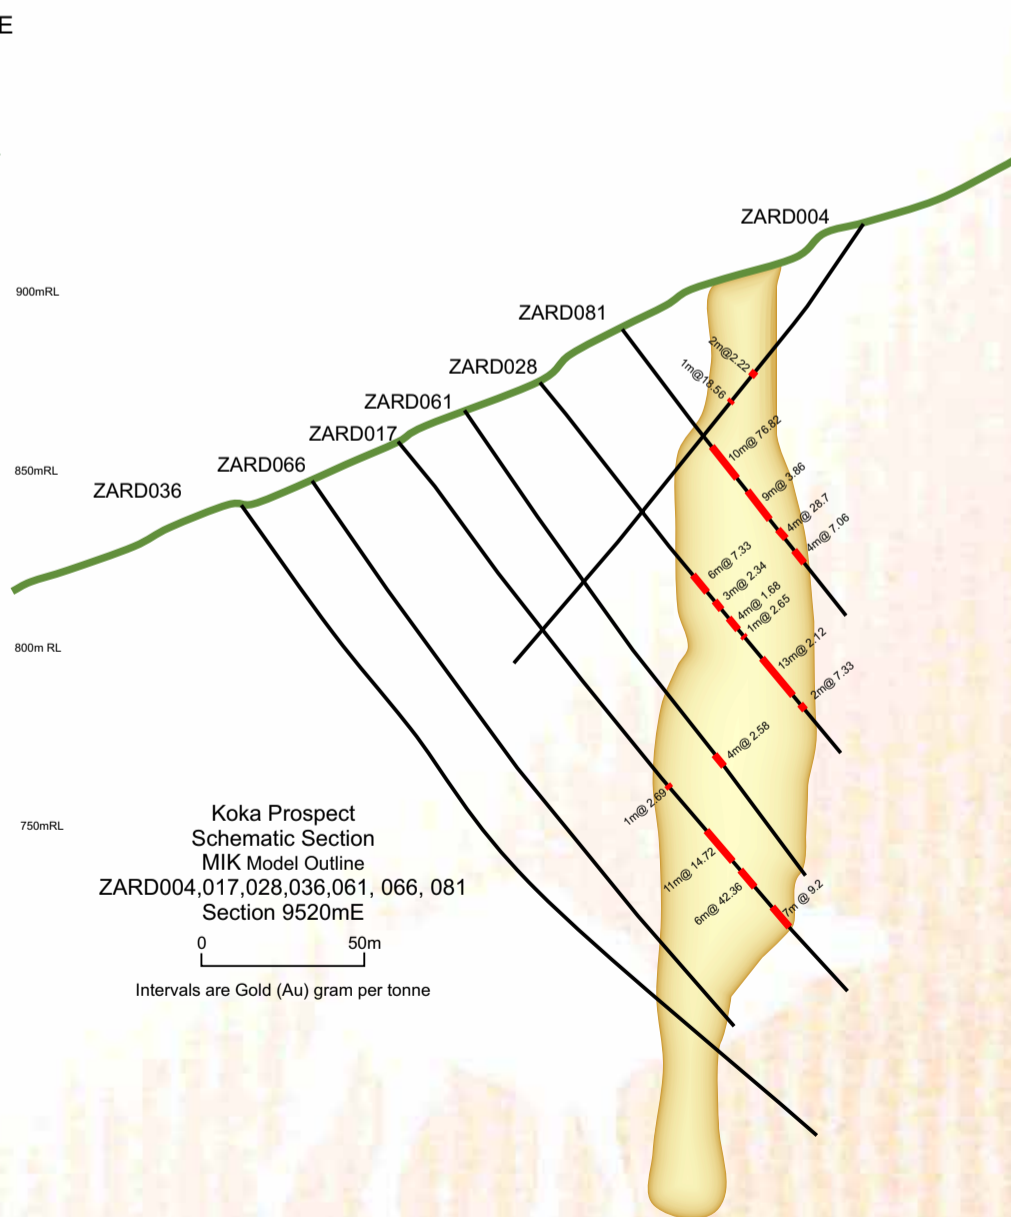 E
ZARD004
900mRL
ZARD081
2m@2.22
ZARD028
1m@18.56
ZARD061
10m@ 76.82
ZARD017
ZARD066
850mRL
9m@ 3.86
ZARD036
4m@ 28.7
4m@ 7.06
6m@ 7.33
3m@ 2.34
4m@ 1.68
1m@ 2.65
800m RL
13m@ 2.12
2m@ 7.33
4m@ 2.58
1m@ 2.69
750mRL
11m@ 14.72
6m@ 42.36
7m @ 9.2
Koka Prospect
Schematic Section
MIK Model Outline
ZARD004,017,028,036,061, 066, 081
Section 9520mE
0 50m
Intervals are Gold (Au) gram per tonne